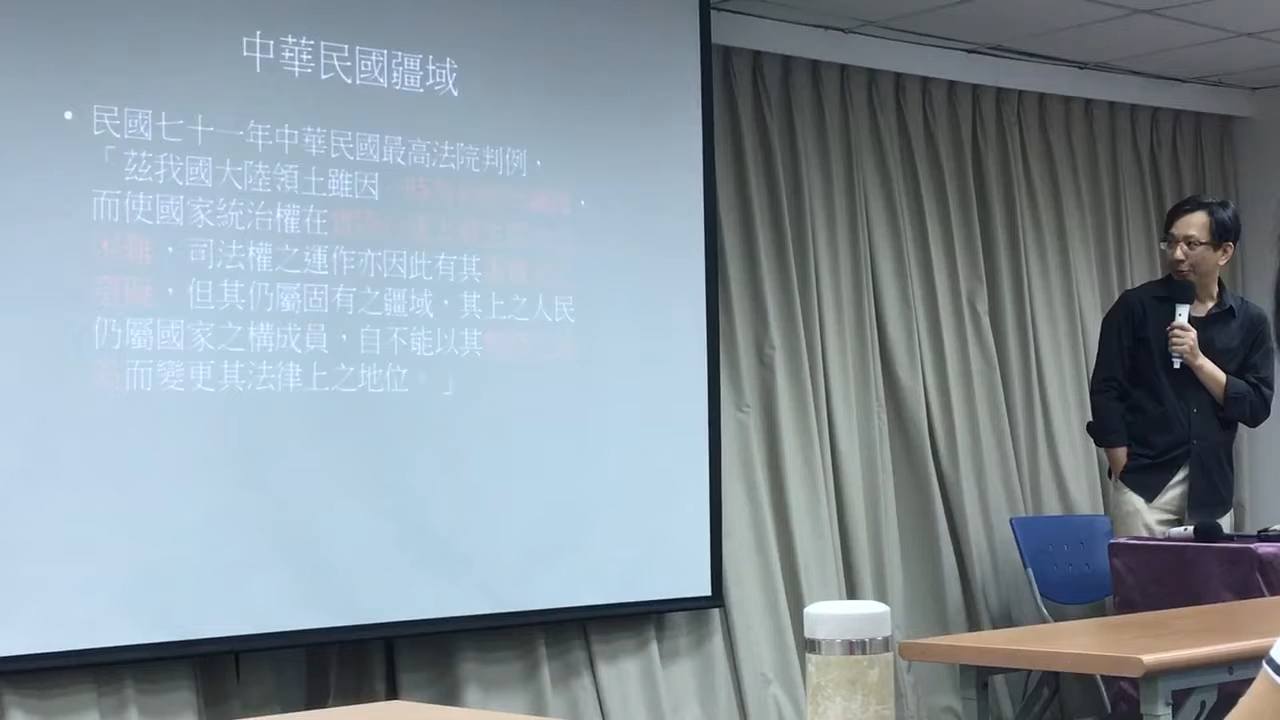 中華民國疆域
• 民國七十一年中華民國最高法院判例，
「茲我國大陸領土雖因，
而使國家統治權在
，司法權之運作亦因此有其
，但其仍屬固有之疆域，其上之人民
仍屬國家之構成員，自不能以其
而變更其法律上之地位。」